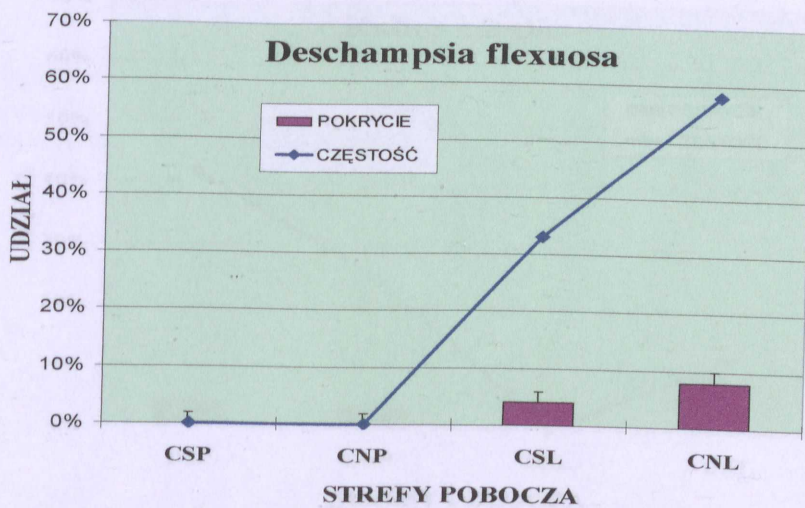 Deschampsia flexuosa
70%
60%
50%
40%
30%
20%
10%
0%
UDZIAŁ
POKRYCIE
CZĘSTOŚĆ
CSP
CNP
CSL
CNL
STREFY POBOCZA